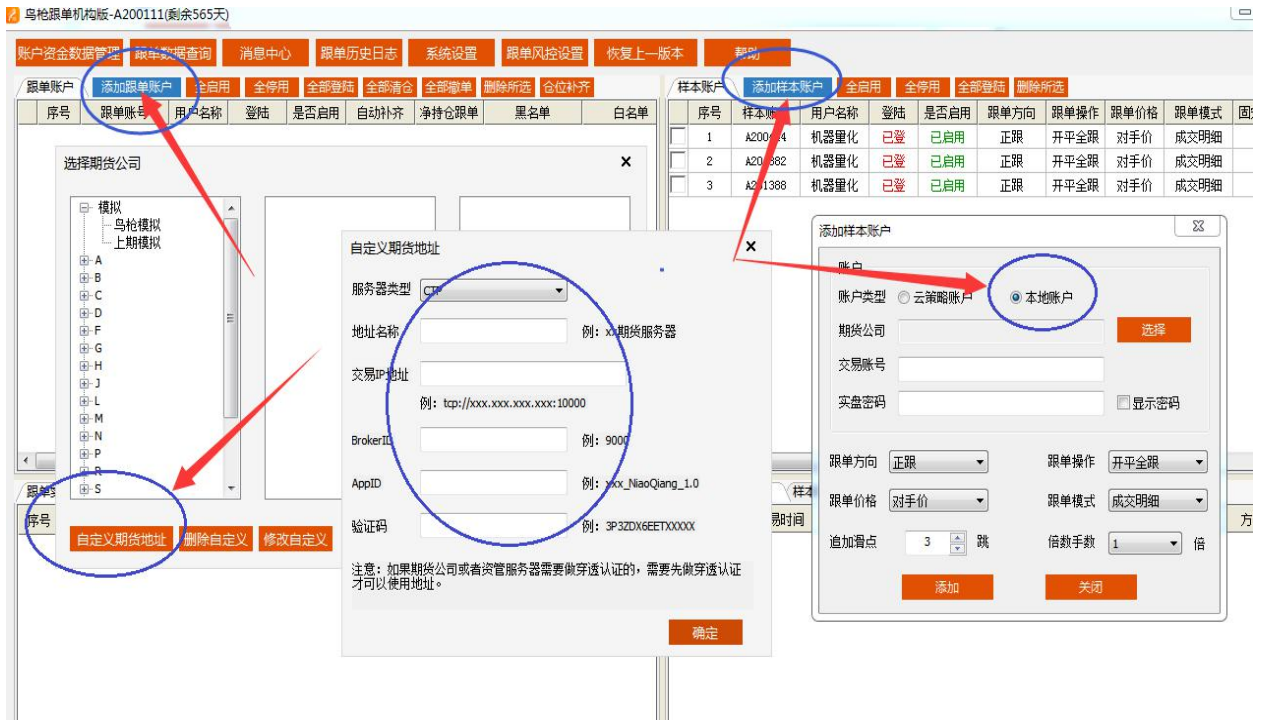 鸟枪跟单机构版-A200111(剩余565天)
账户资金数据管理 跟单数据查询 消息中心 跟单历史日志 系统设置 跟单风控设置 恢复上一版本 帮助
跟单账户 添加跟单账户 全启用 全停用 全部登陆 全部清仓 全部撤单 删除所选 仓位补齐
序号 跟单账号 用户名称 登陆 是否启用 自动补齐 净持仓跟单 黑名单 白名单
样本账户 添加样本账户 全启用 全停用 全部登陆 删除所选
序号 样本账号 用户名称 登陆 是否启用 跟单方向 跟单操作 跟单价格 跟单模式
1 机器量化 已登 已启用 正跟 开平全跟 对手价 成交明细
2 机器量化 已登 已启用 正跟 开平全跟 对手价 成交明细
3 机器量化 已登 已启用 正跟 开平全跟 对手价 成交明细
选择期货公司
模拟
鸟枪模拟
上期模拟
A
B
C
D
F
G
H
J
L
M
N
P
R
S
自定义期货地址 删除自定义 修改自定义
序号
自定义期货地址
服务器类型 CTP
地址名称 例: xx期货服务器
交易IP地址
例: tcp://xxx.xxx.xxx.xxx:10000
BrokerID 例: 9000
AppID 例: xxx_NiaoQiang_1.0
验证码 例: 3P3ZDX6EETXXXXX
注意: 如果期货公司或者资管服务器需要做穿透认证的, 需要先做穿透认证
才可以使用地址。
确定
添加样本账户
账户
账户类型 云策略账户 本地账户
期货公司 选择
交易账号
实盘密码 显示密码
跟单方向 正跟 跟单操作 开平全跟
跟单价格 对手价 跟单模式 成交明细
追加滑点 3 跳 倍数手数 1 倍
添加 关闭